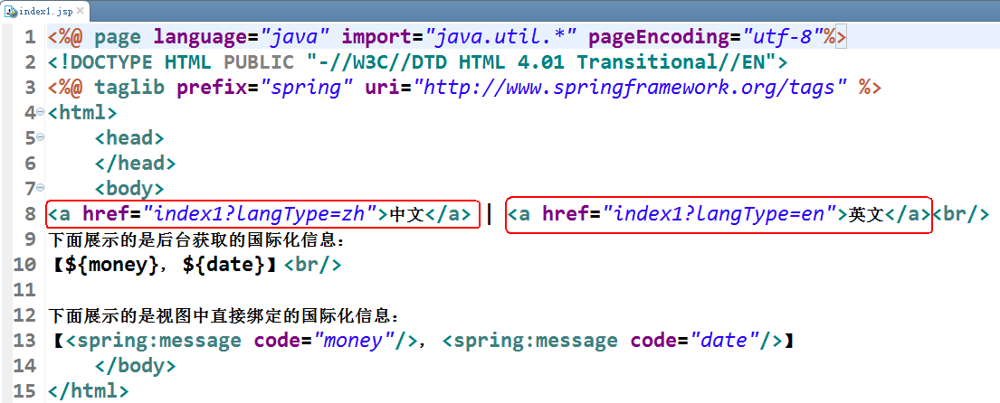 index1.jsp
1 <%@ page language="java" import="java.util.*" pageEncoding="utf-8"%>
2 <!DOCTYPE HTML PUBLIC "-//W3C//DTD HTML 4.01 Transitional//EN">
3 <%@ taglib prefix="spring" uri="http://www.springframework.org/tags" %>
4 <html>
5     <head>
6     </head>
7     <body>
8 <a href="index1?langType=zh">中文</a> | <a href="index1?langType=en">英文</a><br/>
9 下面展示的是后台获取的国际化信息：
10 【${money}，${date}】<br/>
11
12 下面展示的是视图中直接绑定的国际化信息：
13 【<spring:message code="money"/>，<spring:message code="date"/>】
14     </body>
15 </html>